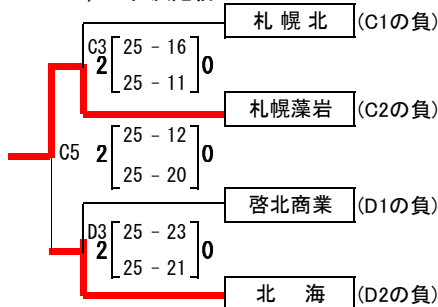 札幌北 (C1の負)
C3 2 25 - 16 0
25 - 11
札幌藻岩 (C2の負)
C5 2 25 - 12 0
25 - 20
啓北商業 (D1の負)
D3 2 25 - 23 0
25 - 21
北 海 (D2の負)